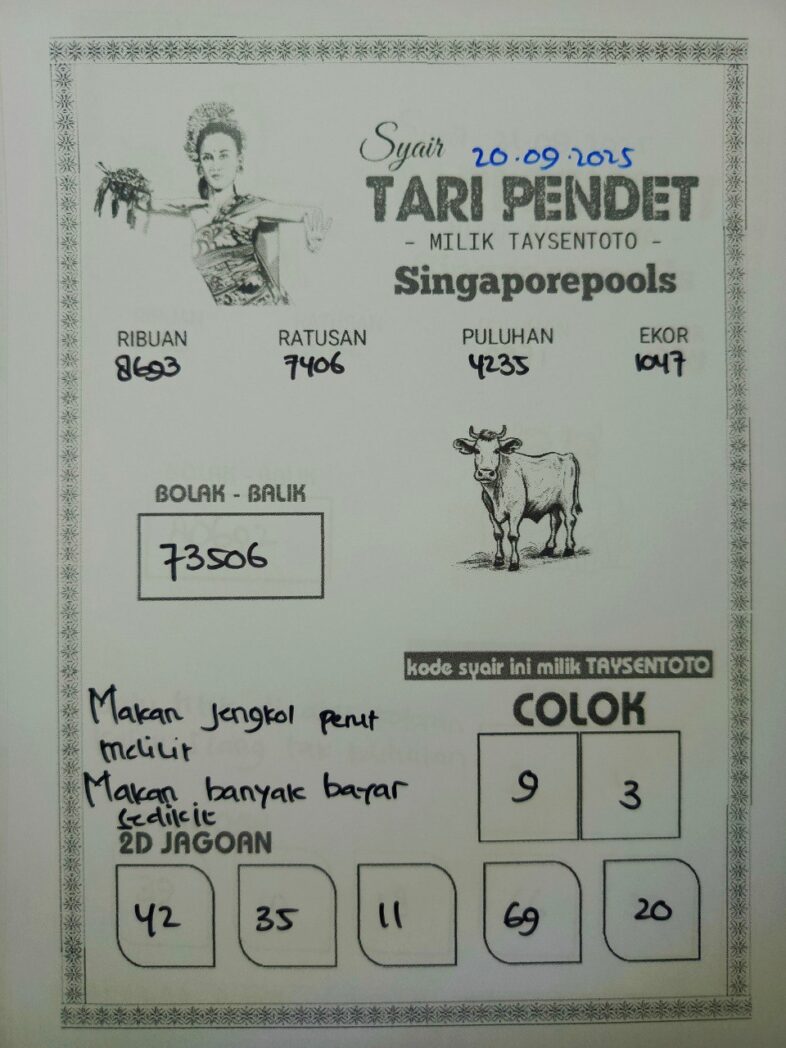 Syair 20.09.2025
TARI PENDET
- MILIK TAYSENTOTO -
Singaporepools
RIBUAN RATUSAN PULUHAN EKOR
8693 7406 4235 1047
BOLAK - BALIK
73506
kode syair ini milik TAYSENTOTO
COLOK
9 3
Makan Jengkol perut
melilit
Makan banyak bayar
sedikit
2D JAGOAN
42 35 11 69 20